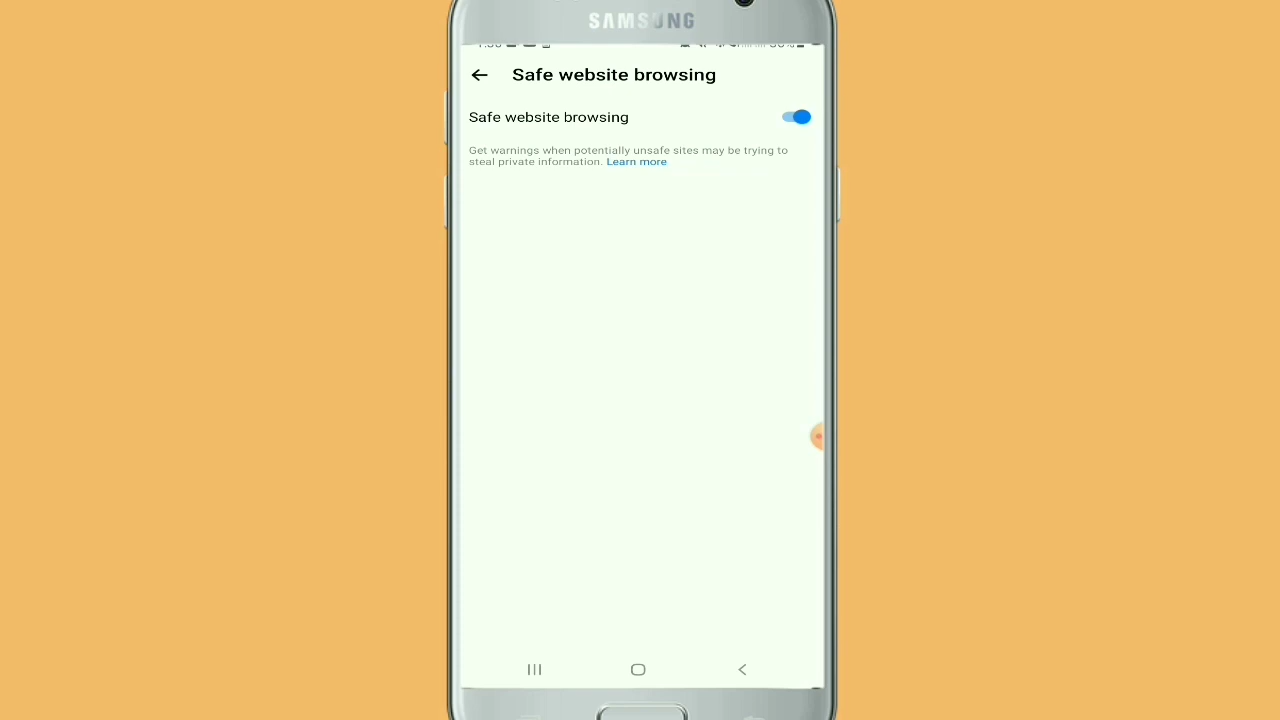 SAMSUNG
Safe website browsing
Safe website browsing
Get warnings when potentially unsafe sites may be trying to
steal private information. Learn more